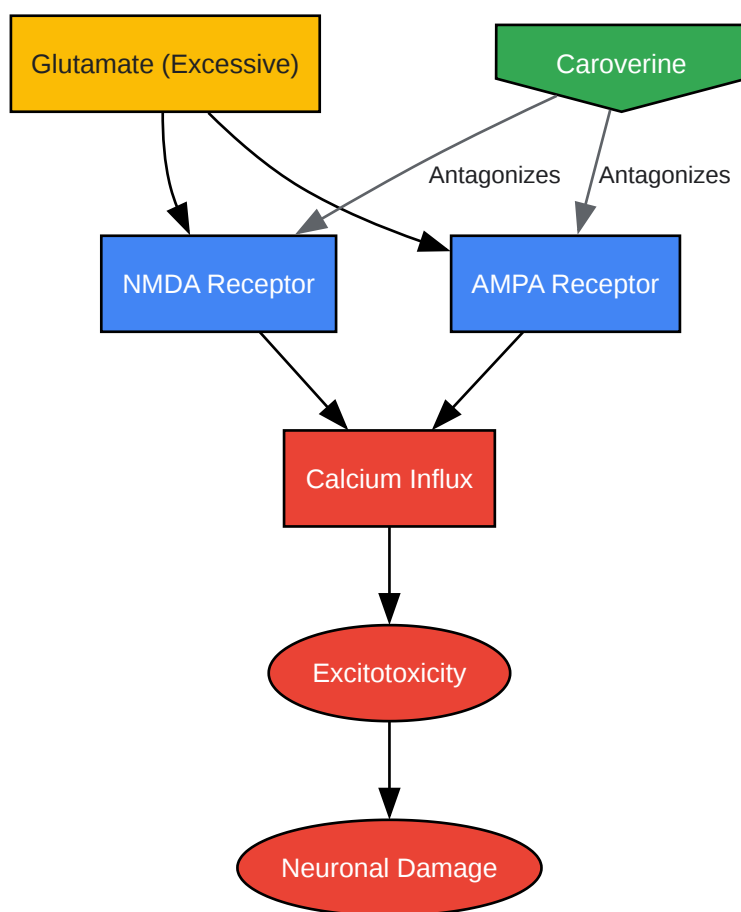 Glutamate (Excessive)
Caroverine
Antagonizes
Antagonizes
NMDA Receptor
AMPA Receptor
Calcium Influx
Excitotoxicity
Neuronal Damage